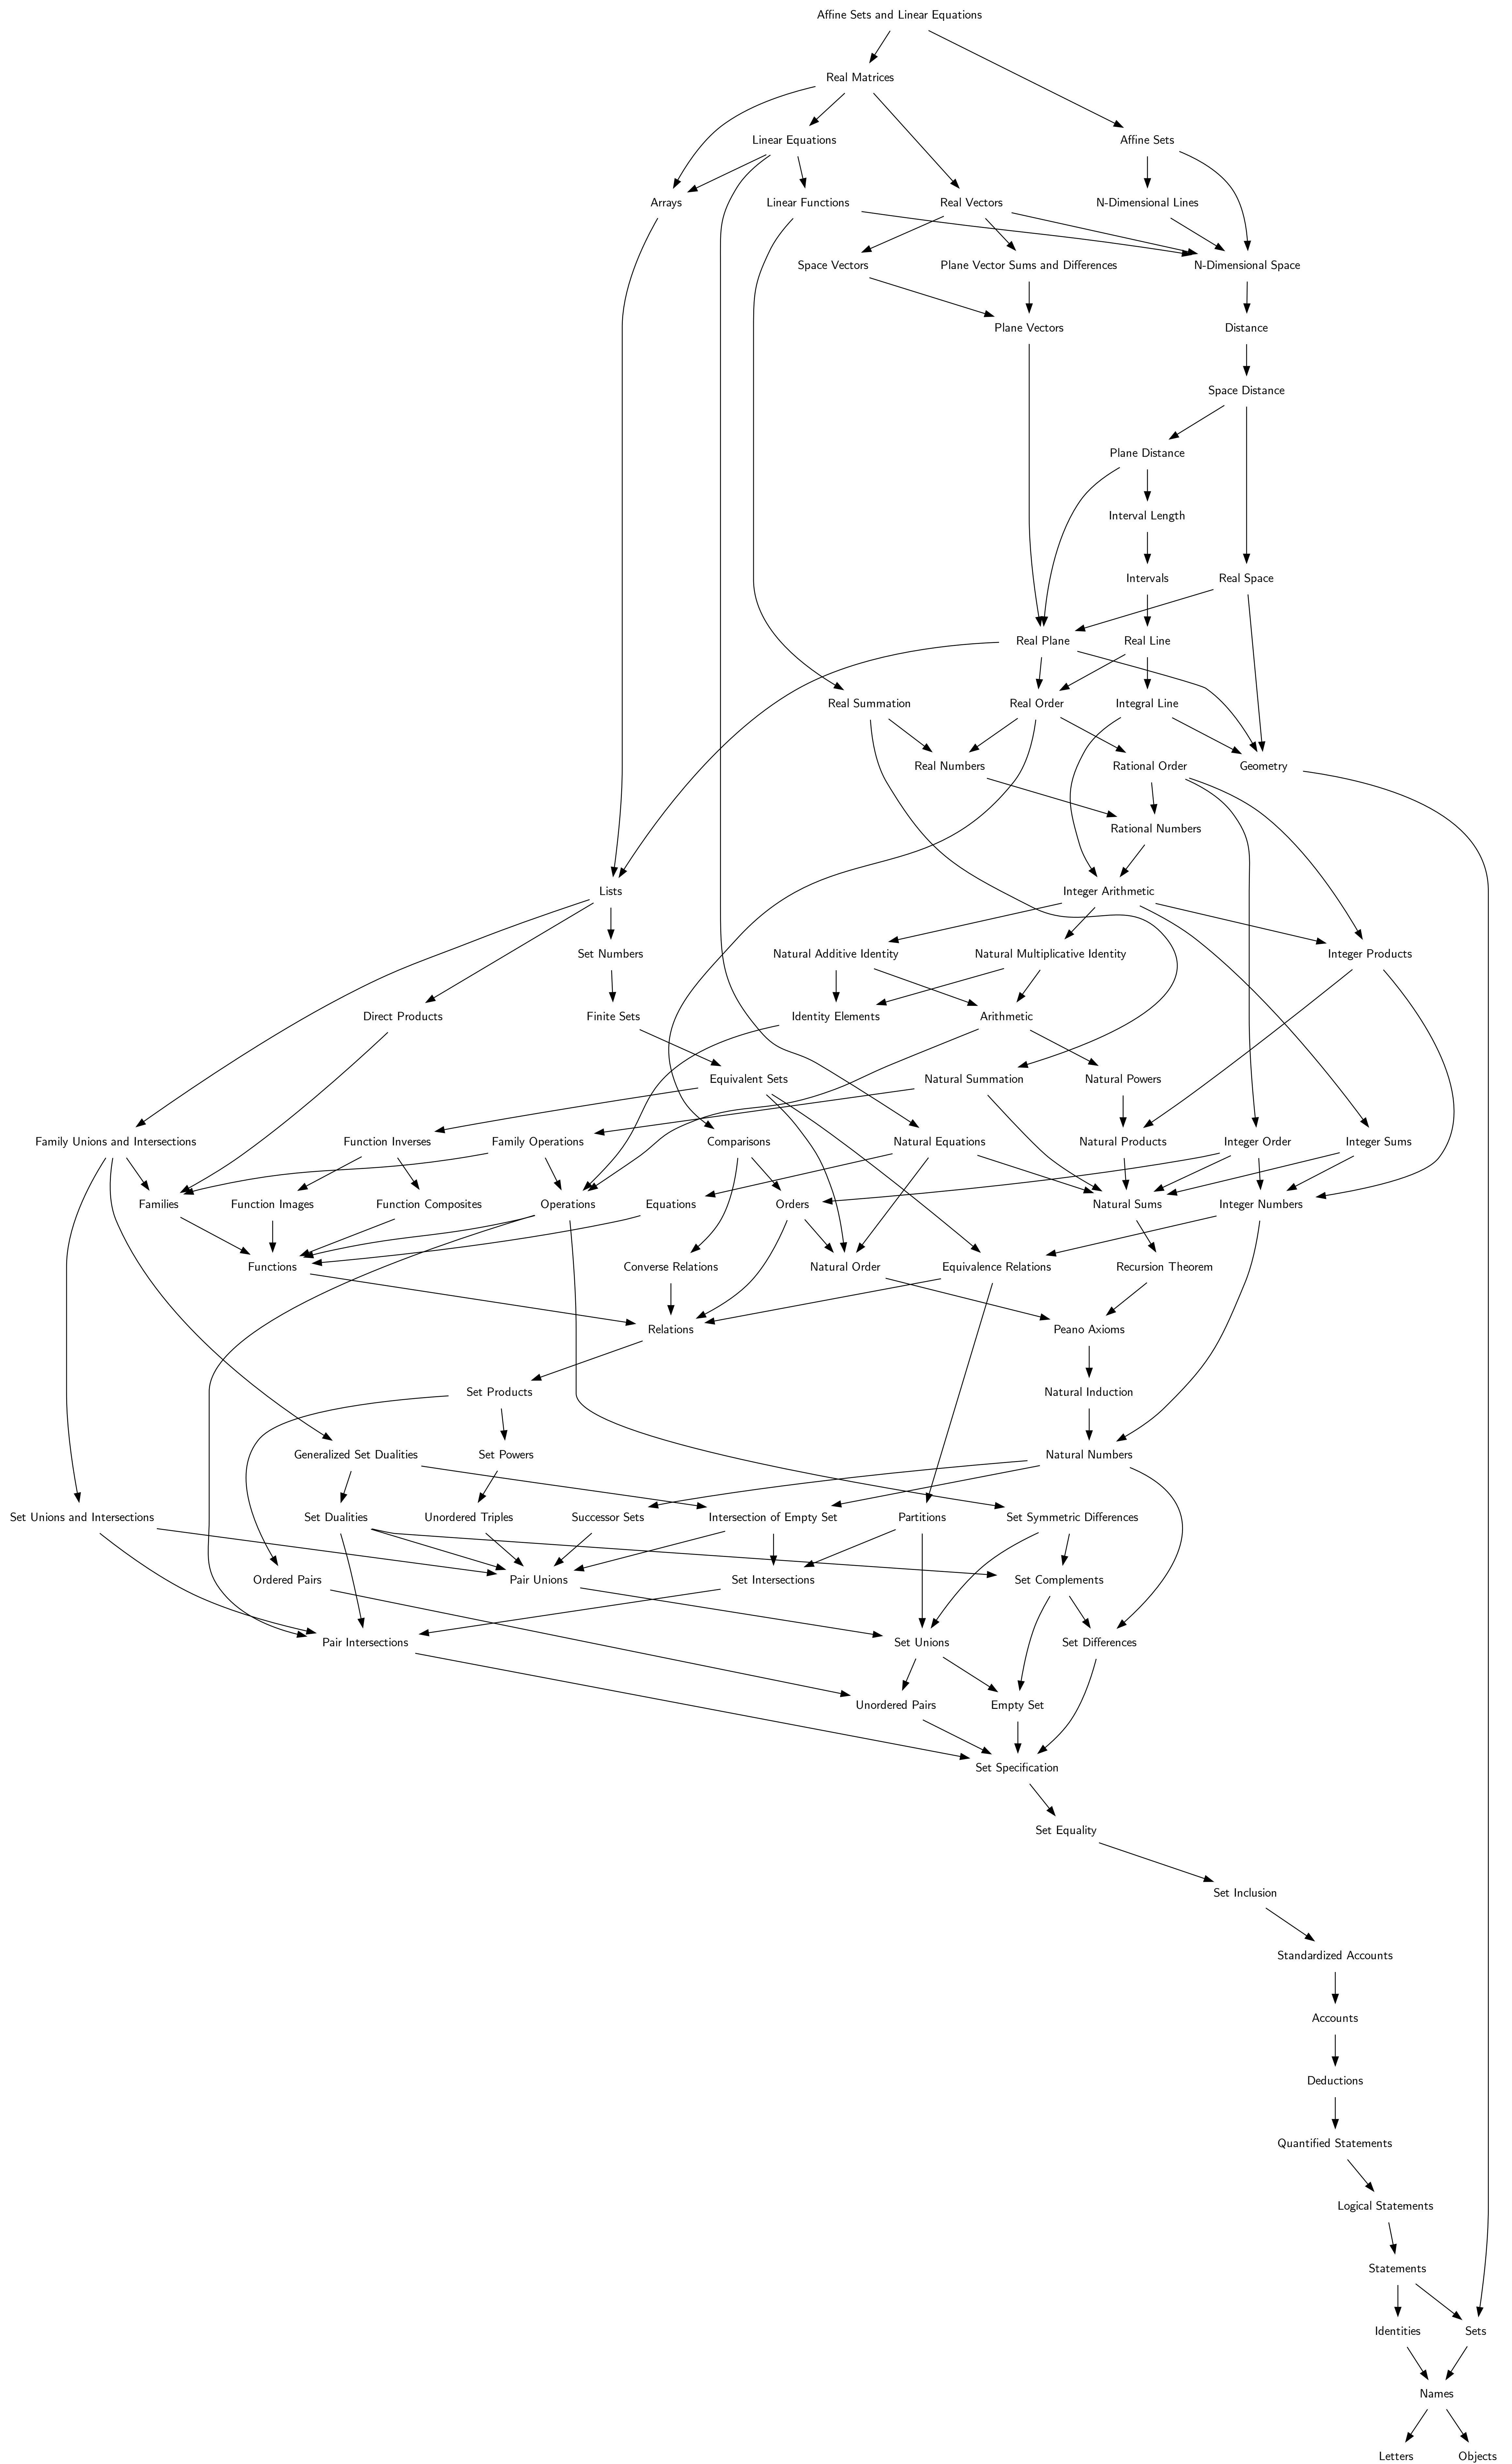 Affine Sets and Linear Equations
Real Matrices
Linear Equations
Affine Sets
Arrays
Linear Functions
Real Vectors
N-Dimensional Lines
Space Vectors
Plane Vector Sums and Differences
N-Dimensional Space
Plane Vectors
Distance
Space Distance
Plane Distance
Interval Length
Intervals
Real Space
Real Plane
Real Line
Real Summation
Real Order
Integral Line
Real Numbers
Rational Order
Geometry
Rational Numbers
Lists
Integer Arithmetic
Set Numbers
Natural Additive Identity
Natural Multiplicative Identity
Integer Products
Direct Products
Finite Sets
Identity Elements
Arithmetic
Equivalent Sets
Natural Summation
Natural Powers
Family Unions and Intersections
Function Inverses
Family Operations
Comparisons
Natural Equations
Natural Products
Integer Order
Integer Sums
Families
Function Images
Function Composites
Operations
Equations
Orders
Natural Sums
Integer Numbers
Functions
Converse Relations
Natural Order
Equivalence Relations
Recursion Theorem
Relations
Peano Axioms
Set Products
Natural Induction
Generalized Set Dualities
Set Powers
Natural Numbers
Set Unions and Intersections
Set Dualities
Unordered Triples
Successor Sets
Intersection of Empty Set
Partitions
Set Symmetric Differences
Ordered Pairs
Pair Unions
Set Intersections
Set Complements
Pair Intersections
Set Unions
Set Differences
Unordered Pairs
Empty Set
Set Specification
Set Equality
Set Inclusion
Standardized Accounts
Accounts
Deductions
Quantified Statements
Logical Statements
Statements
Identities
Sets
Names
Letters
Objects